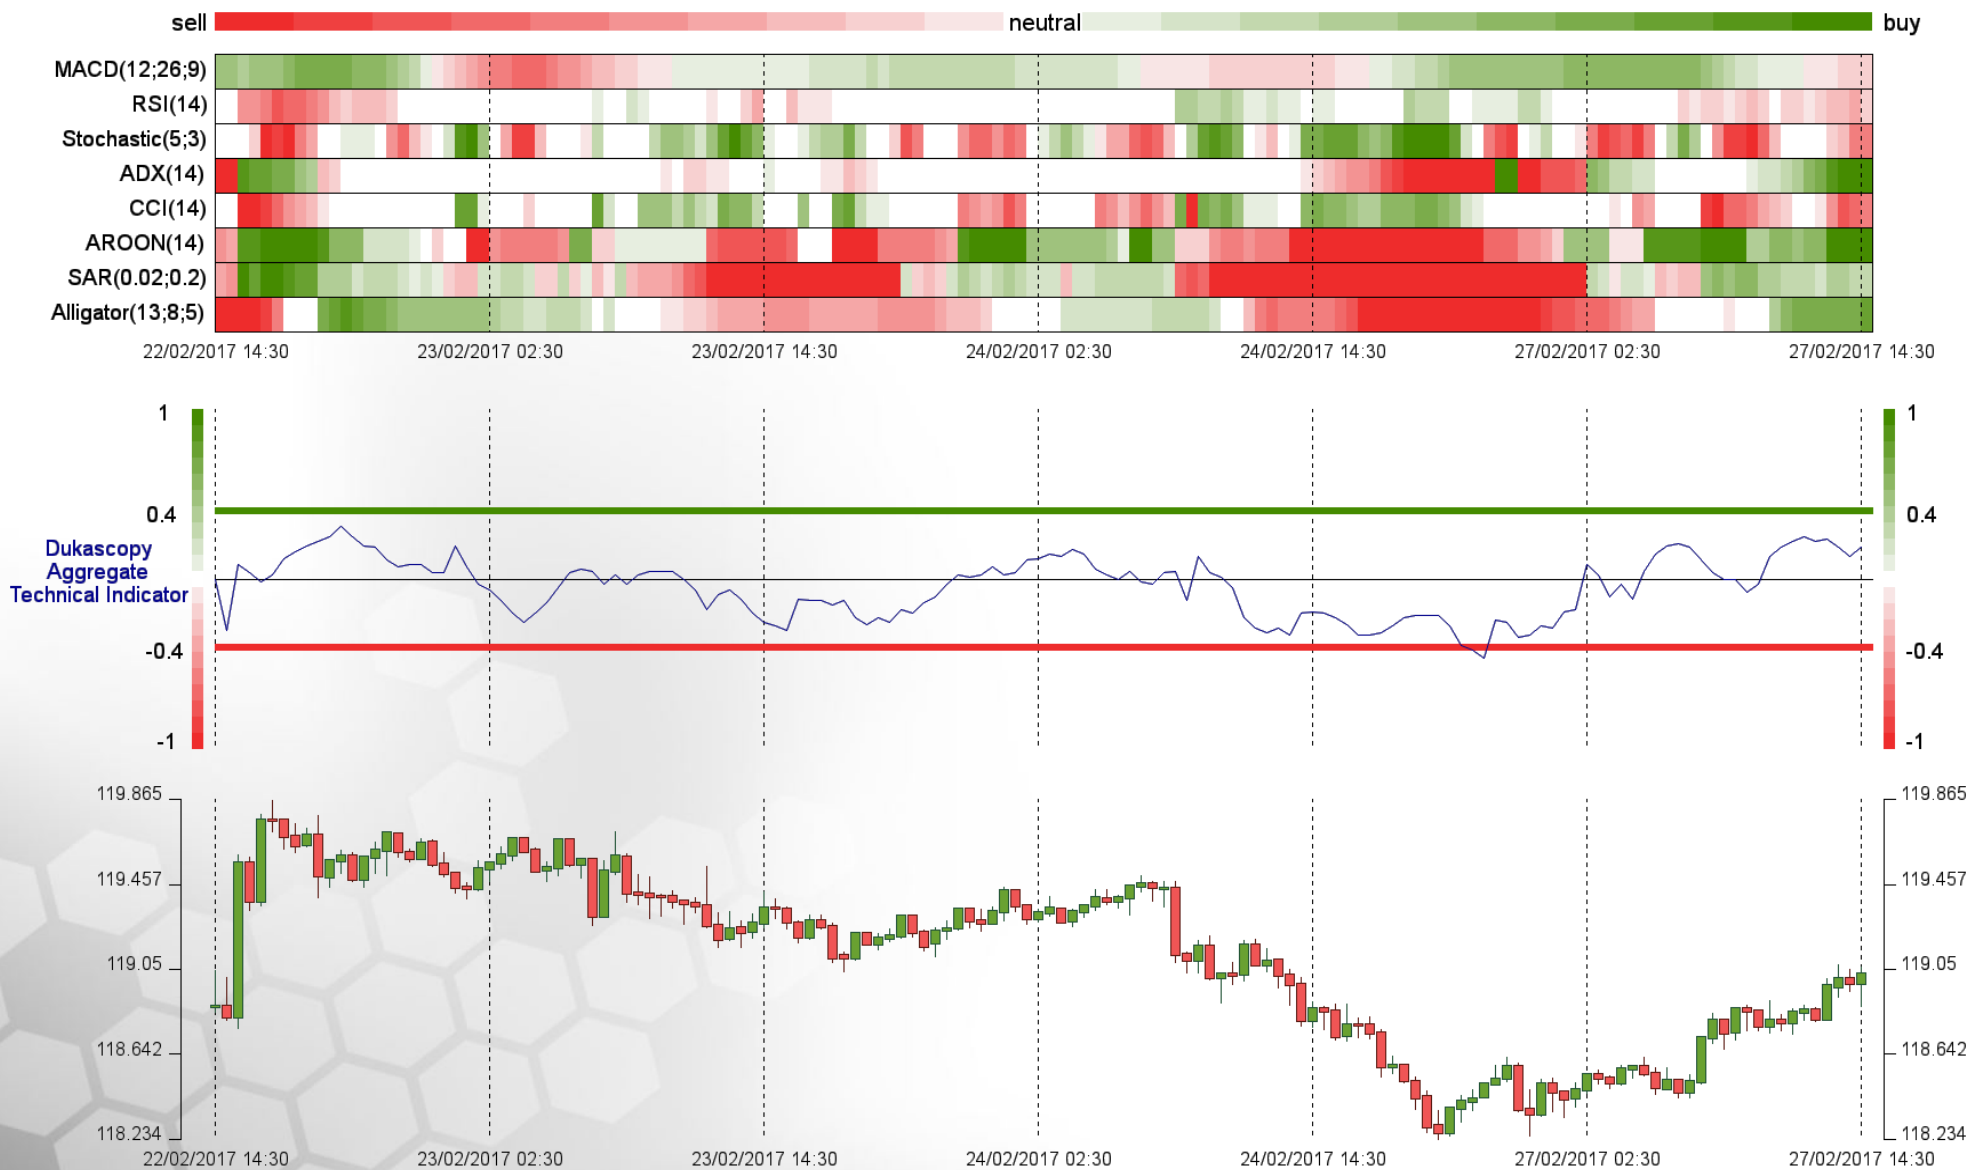 sell neutral buy
MACD(12;26;9)
RSI(14)
Stochastic(5;3)
ADX(14)
CCI(14)
AROON(14)
SAR(0.02;0.2)
Alligator(13;8;5)
22/02/2017 14:30 23/02/2017 02:30 23/02/2017 14:30 24/02/2017 02:30 24/02/2017 14:30 27/02/2017 02:30 27/02/2017 14:30
1 1
0.4 0.4
Dukascopy
Aggregate
Technical Indicator
-0.4 -0.4
-1 -1
119.865 119.865
119.457 119.457
119.05 119.05
118.642 118.642
118.234 118.234
22/02/2017 14:30 23/02/2017 02:30 23/02/2017 14:30 24/02/2017 02:30 24/02/2017 14:30 27/02/2017 02:30 27/02/2017 14:30